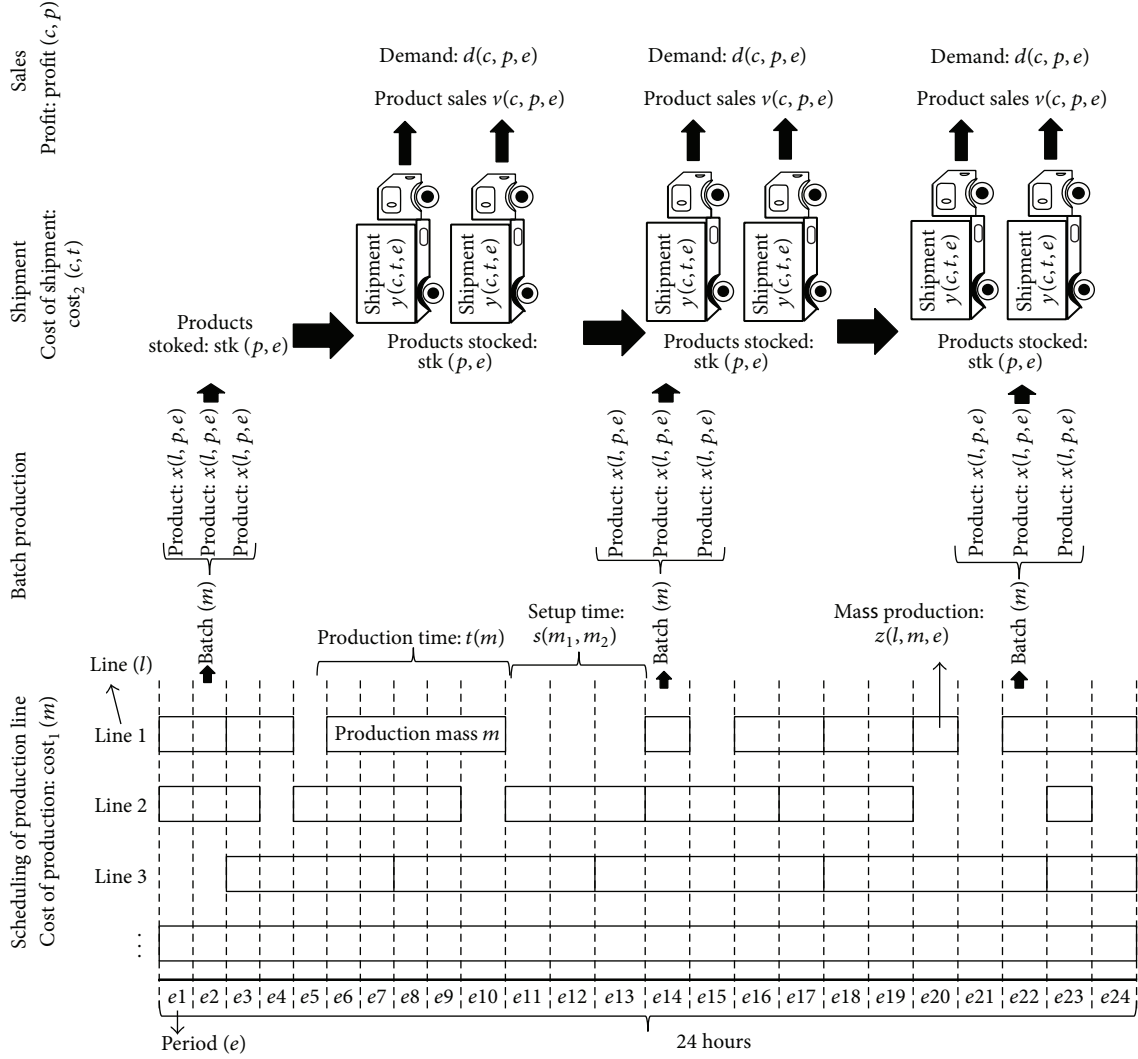 Sales
Profit: profit (c, p)
Demand: d(c, p, e)
Demand: d(c, p, e)
Demand: d(c, p, e)
Product sales v(c, p, e)
Product sales v(c, p, e)
Product sales v(c, p, e)
Shipment
Cost of shipment:
cost₂ (c, t)
Shipment
y(c, t, e)
Shipment
y(c, t, e)
Shipment
y(c, t, e)
Shipment
y(c, t, e)
Shipment
y(c, t, e)
Shipment
y(c, t, e)
Products
stoked: stk (p, e)
Products stocked:
stk (p, e)
Products stocked:
stk (p, e)
Products stocked:
stk (p, e)
Batch production
Product: x(l, p, e)
Product: x(l, p, e)
Product: x(l, p, e)
Product: x(l, p, e)
Product: x(l, p, e)
Product: x(l, p, e)
Product: x(l, p, e)
Product: x(l, p, e)
Product: x(l, p, e)
Batch (m)
Batch (m)
Batch (m)
Production time: t(m)
Setup time:
s(m₁, m₂)
Mass production:
z(l, m, e)
Scheduling of production line
Cost of production: cost₁ (m)
Line (l)
Line 1
Production mass m
Line 2
Line 3
...
e1 e2 e3 e4 e5 e6 e7 e8 e9 e10 e11 e12 e13 e14 e15 e16 e17 e18 e19 e20 e21 e22 e23 e24
Period (e)
24 hours